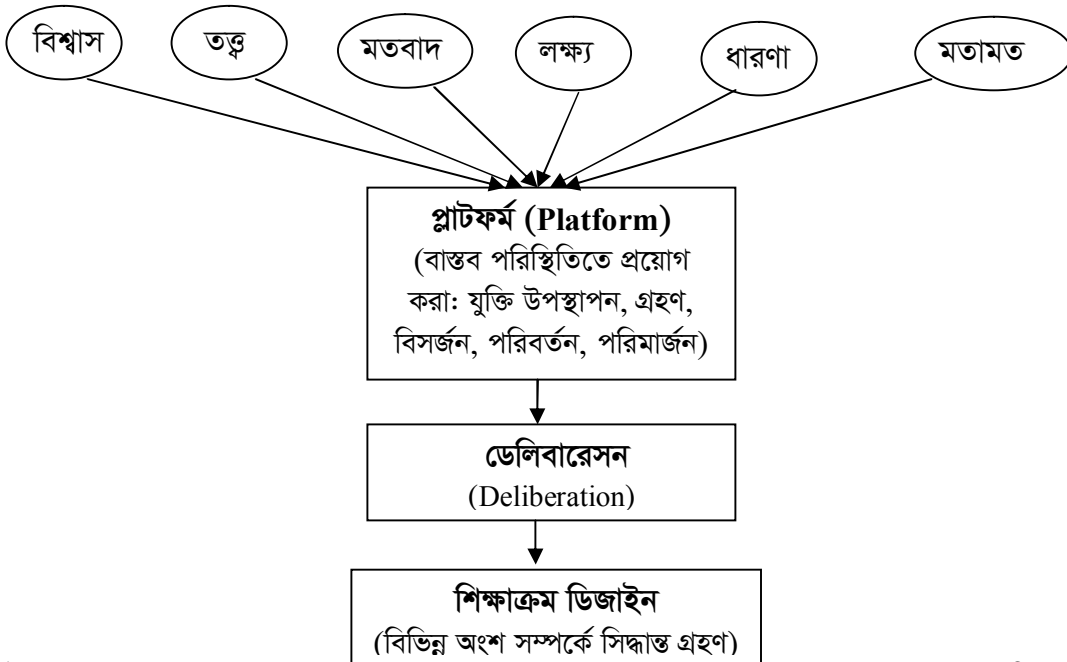 বিশ্বাস
তত্ত্ব
মতবাদ
লক্ষ্য
ধারণা
মতামত
প্লাটফর্ম (Platform)
(বাস্তব পরিস্থিতিতে প্রয়োগ
করা: যুক্তি উপস্থাপন, গ্রহণ,
বিসর্জন, পরিবর্তন, পরিমার্জন)
ডেলিবারেসন
(Deliberation)
শিক্ষাক্রম ডিজাইন
(বিভিন্ন অংশ সম্পর্কে সিদ্ধান্ত গ্রহণ)